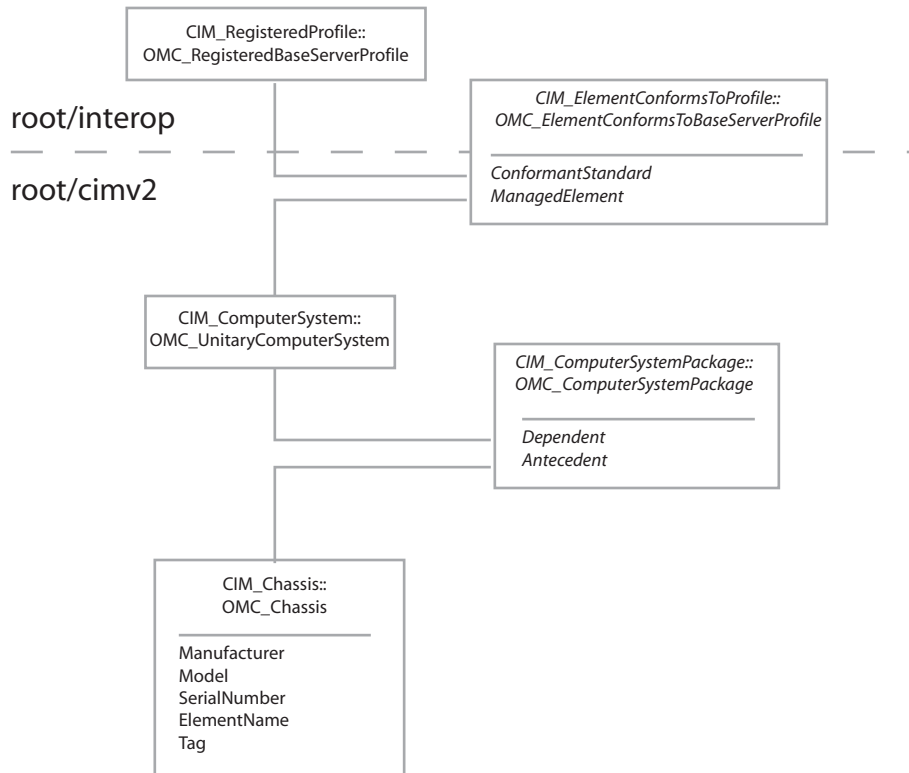 CIM_RegisteredProfile::
OMC_RegisteredBaseServerProfile
CIM_ElementConformsToProfile::
OMC_ElementConformsToBaseServerProfile
root/interop
ConformantStandard
ManagedElement
root/cimv2
CIM_ComputerSystem::
OMC_UnitaryComputerSystem
CIM_ComputerSystemPackage::
OMC_ComputerSystemPackage
Dependent
Antecedent
CIM_Chassis::
OMC_Chassis
Manufacturer
Model
SerialNumber
ElementName
Tag